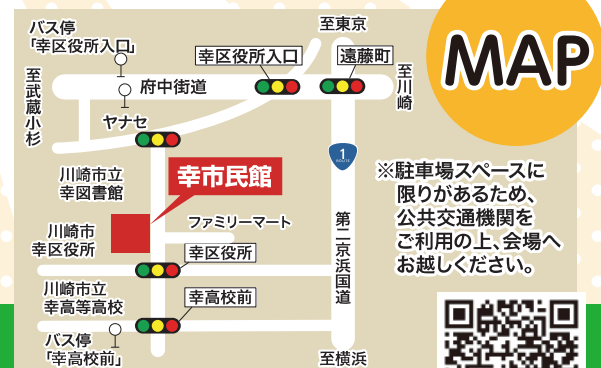 至東京
バス停
「幸区役所入口」
幸区役所入口
遠藤町
MAP
至武蔵小杉
府中街道
至川崎
ヤナセ
1
ROUTE
川崎市立
幸図書館
幸市民館
※駐車場スペースに
限りがあるため、
公共交通機関を
ご利用の上、会場へ
お越しください。
川崎市
幸区役所
ファミリーマート
第二京浜国道
幸区役所
川崎市立
幸高等高校
幸高校前
バス停
「幸高校前」
至横浜